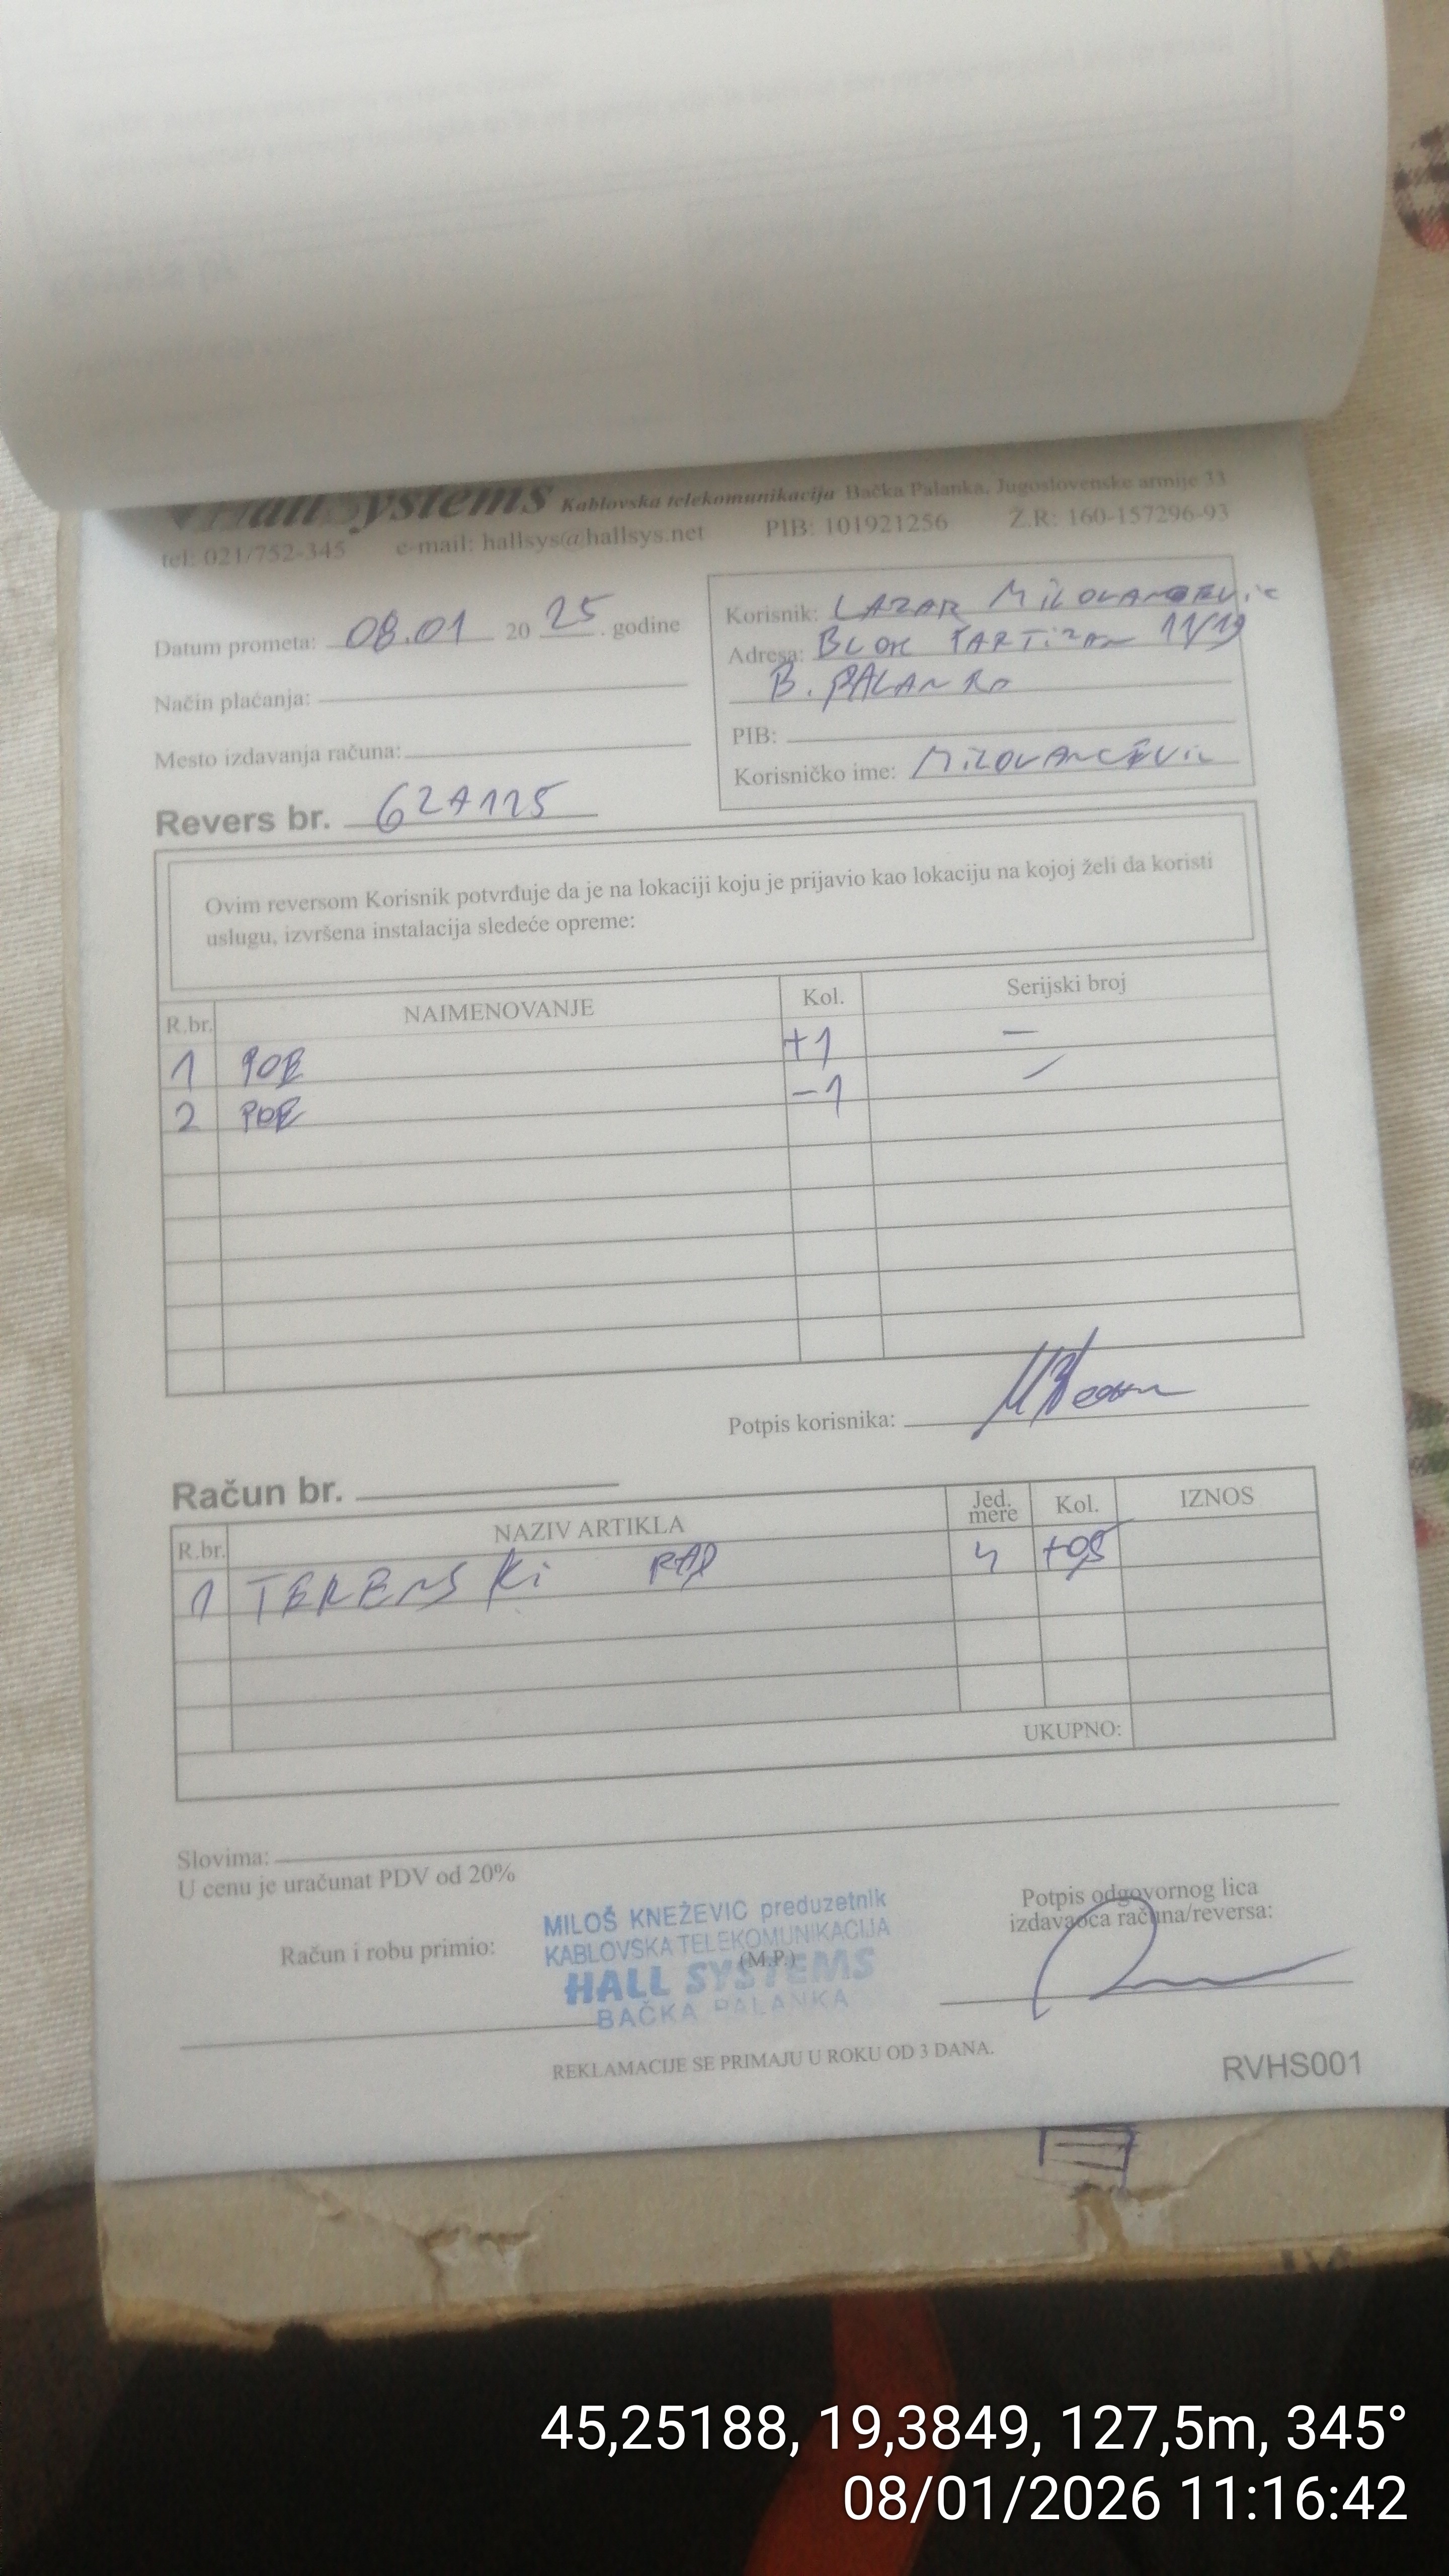 Hall Systems Kablovska telekomunikacija Bačka Palanka, Jugoslovenske armije 33
tel: 021/752-345 e-mail: hallsys@hallsys.net PIB: 101921256 Ž.R: 160-157296-93
Datum prometa: 08.01 20 25. godine
Način plaćanja:
Mesto izdavanja računa:
Revers br. 627125
Korisnik: LAZAR
Adresa: BLOK PARTIZAN 11/19
B. PALANKA
PIB:
Korisničko ime: MILOVANČEVIC
Ovim reversom Korisnik potvrđuje da je na lokaciji koju je prijavio kao lokaciju na kojoj želi da koristi
uslugu, izvršena instalacija sledeće opreme:
R.br. NAIMENOVANJE Kol. Serijski broj
1 POE +1 —
2 POE -1 —
Potpis korisnika:
Račun br.
R.br. NAZIV ARTIKLA Jed. mere Kol. IZNOS
1 TERENSKI RAD h +0,5
UKUPNO:
Slovima:
U cenu je uračunat PDV od 20%
Račun i robu primio:
MILOŠ KNEŽEVIĆ preduzetnik
KABLOVSKA TELEKOMUNIKACIJA
(M.P.)
HALL SYSTEMS
BAČKA PALANKA
Potpis odgovornog lica
izdavaoca računa/reversa:
REKLAMACIJE SE PRIMAJU U ROKU OD 3 DANA.
RVHS001
45,25188, 19,3849, 127,5m, 345°
08/01/2026 11:16:42